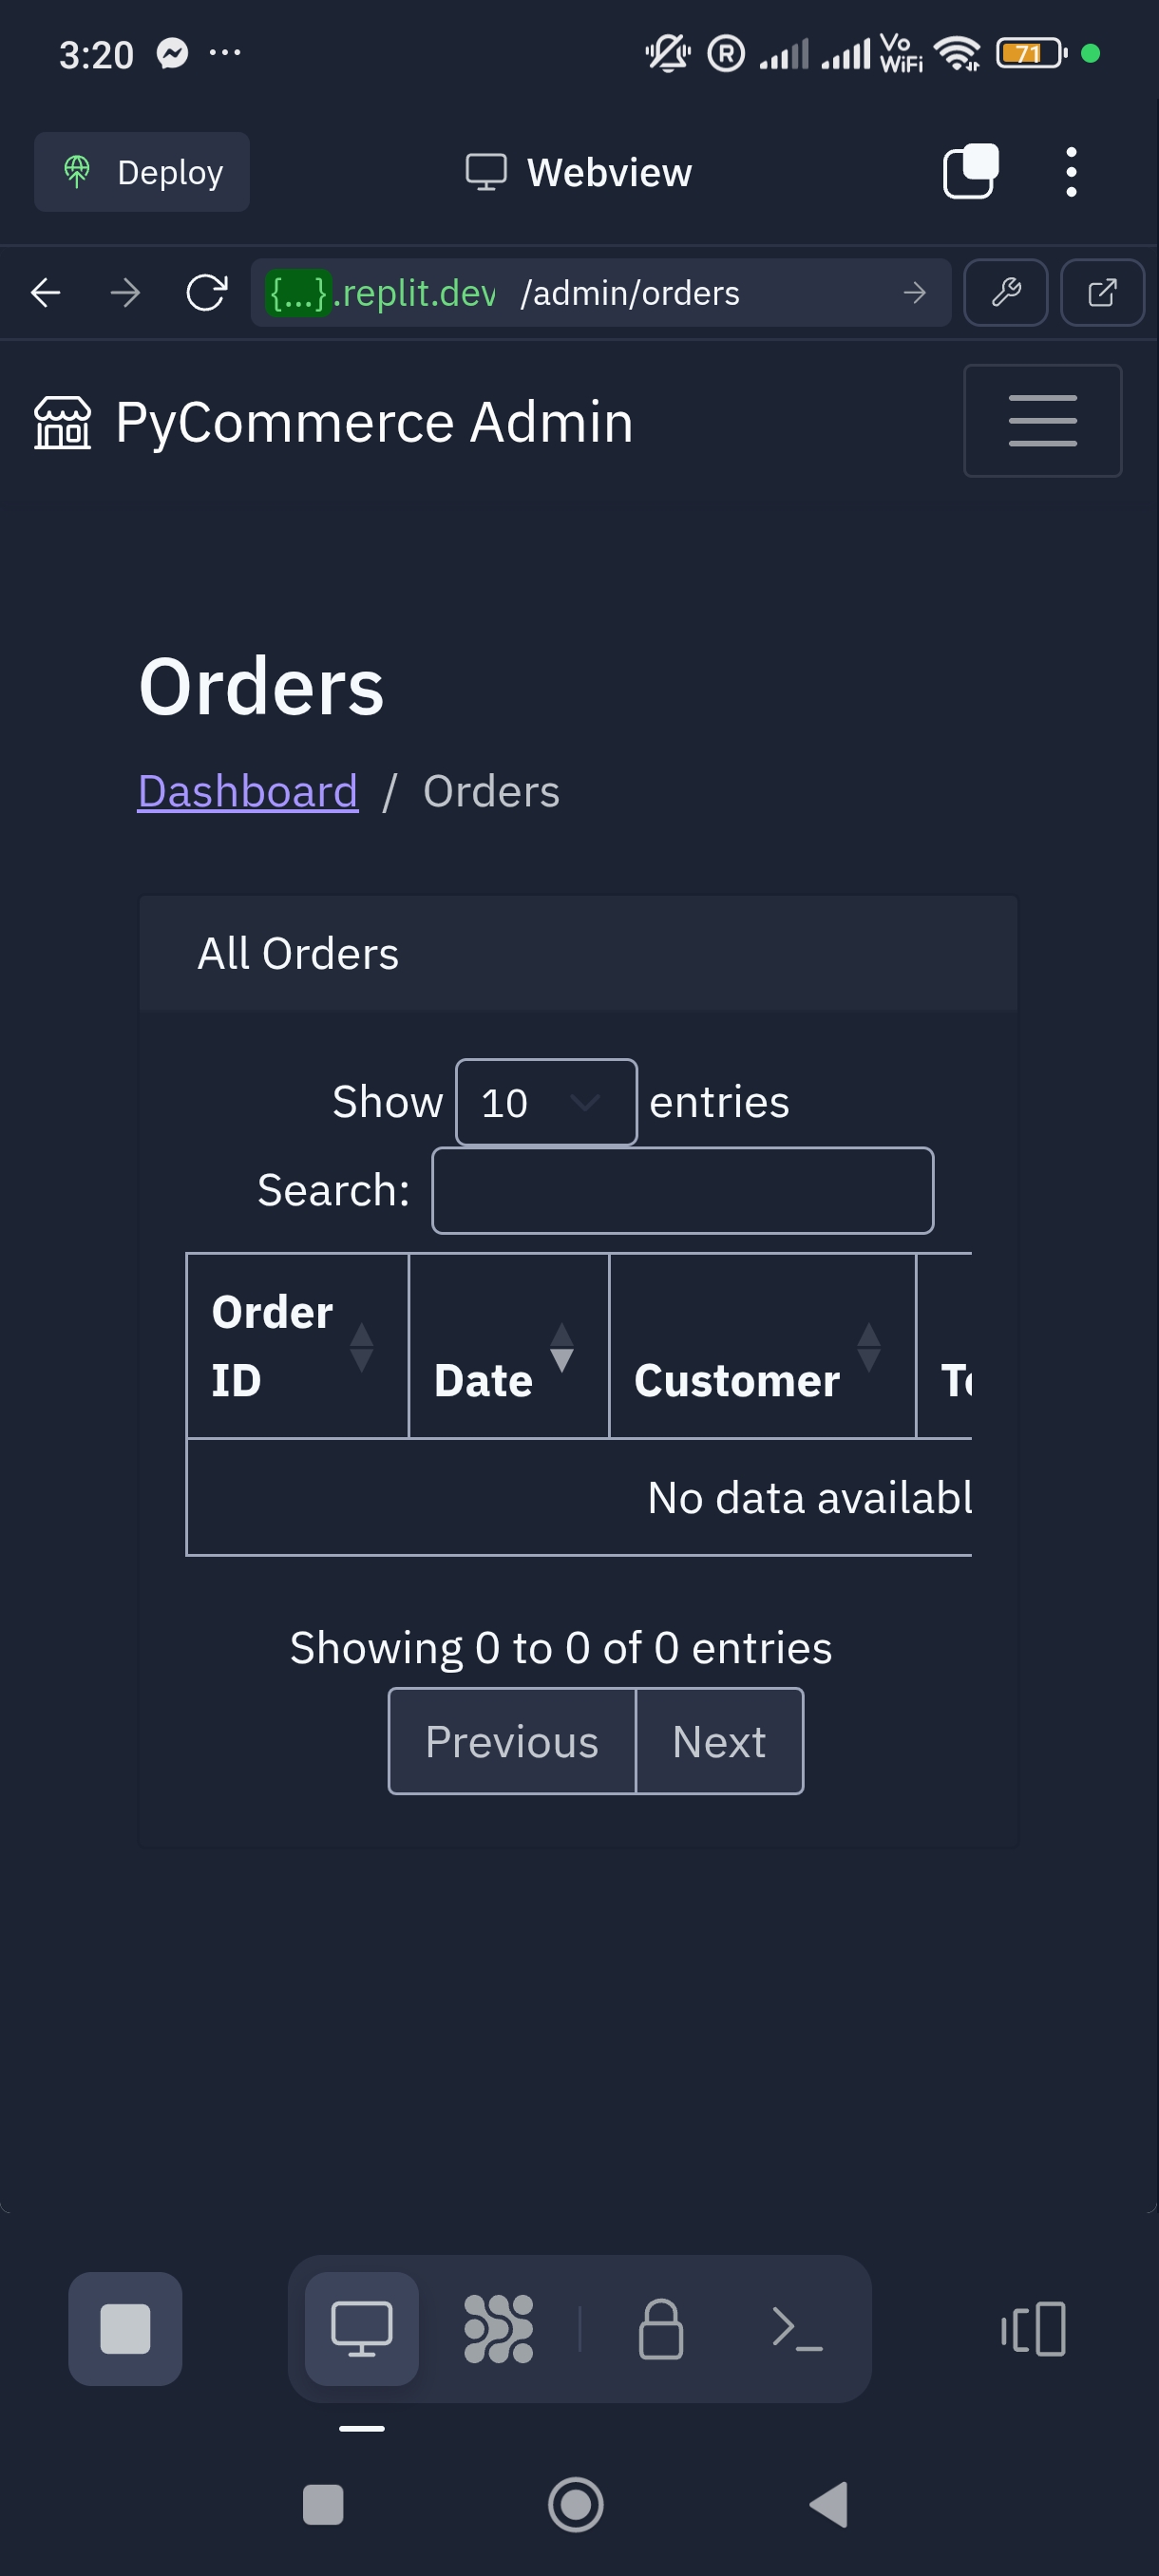 3:20 ... R Vo WiFi 71
Deploy Webview
{...}.replit.dev /admin/orders
PyCommerce Admin
Orders
Dashboard / Orders
All Orders
Show 10 entries
Search:
Order ID Date Customer To
No data availabl
Showing 0 to 0 of 0 entries
Previous Next